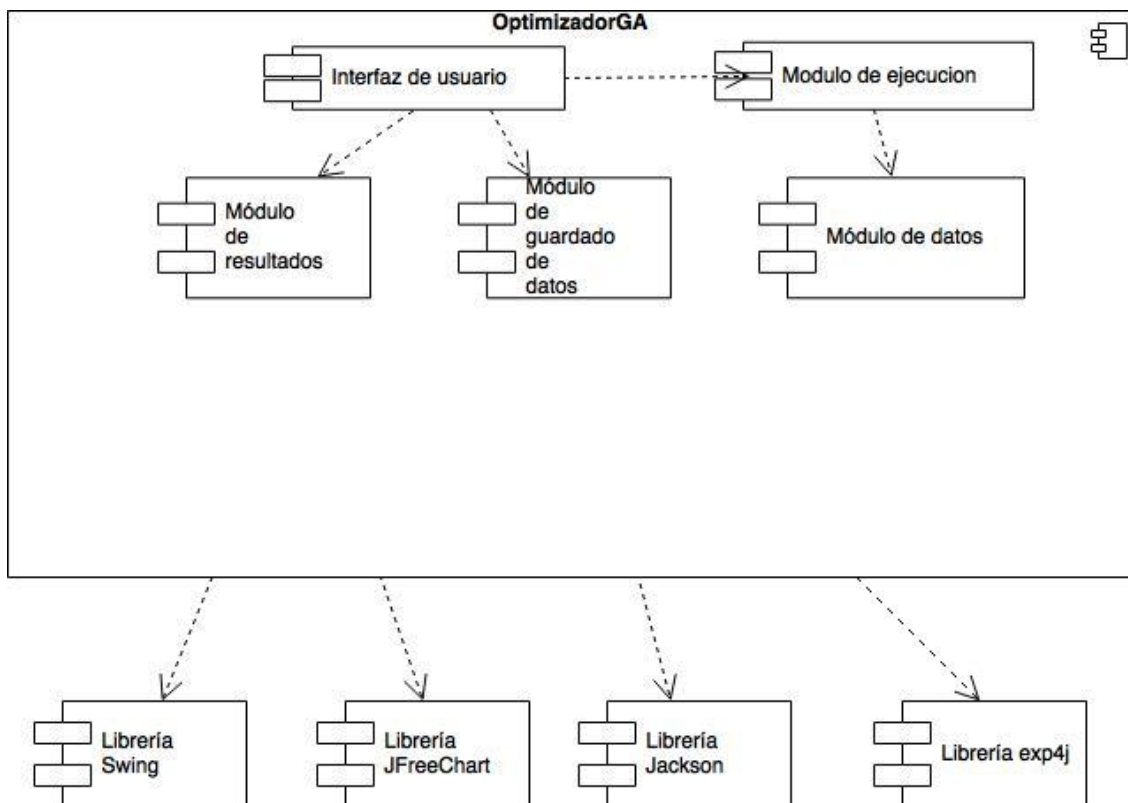 OptimizadorGA
Interfaz de usuario
Modulo de ejecucion
Módulo
de
resultados
Módulo
de
guardado
de
datos
Módulo de datos
Librería
Swing
Librería
JFreeChart
Librería
Jackson
Librería exp4j